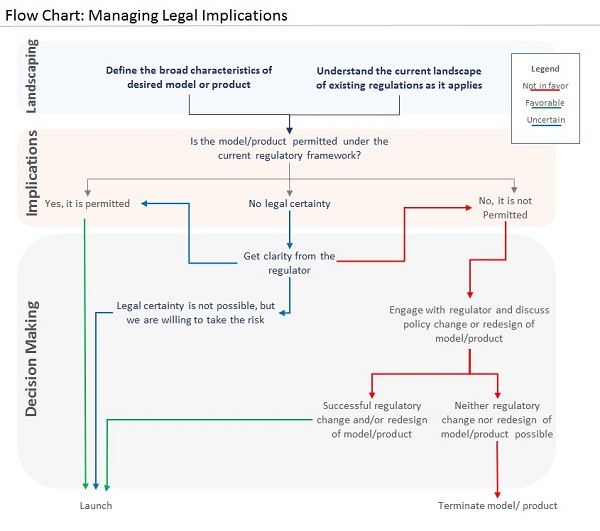 Flow Chart: Managing Legal Implications
Landscaping
Define the broad characteristics of
desired model or product
Understand the current landscape
of existing regulations as it applies
Legend
Not in favor
Favorable
Uncertain
Implications
Is the model/product permitted under the
current regulatory framework?
Yes, it is permitted
No legal certainty
No, it is not
Permitted
Decision Making
Get clarity from the
regulator
Legal certainty is not possible, but
we are willing to take the risk
Engage with regulator and discuss
policy change or redesign of
model/product
Successful regulatory
change and/or redesign
of model/product
Neither regulatory
change nor redesign of
model/product possible
Launch
Terminate model/ product